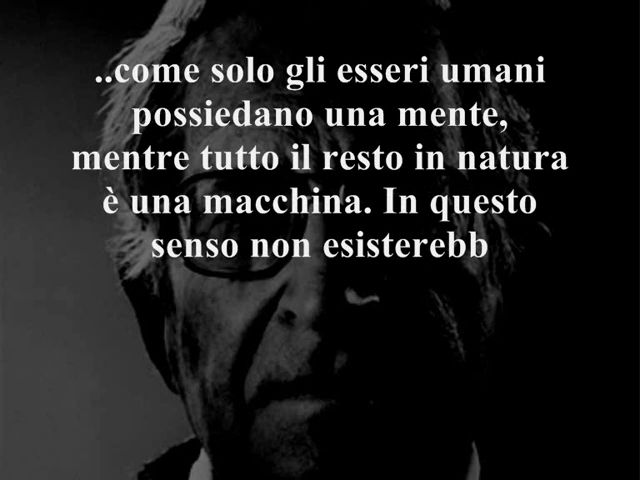 ..come solo gli esseri umani
possiedano una mente,
mentre tutto il resto in natura
è una macchina. In questo
senso non esisterebb